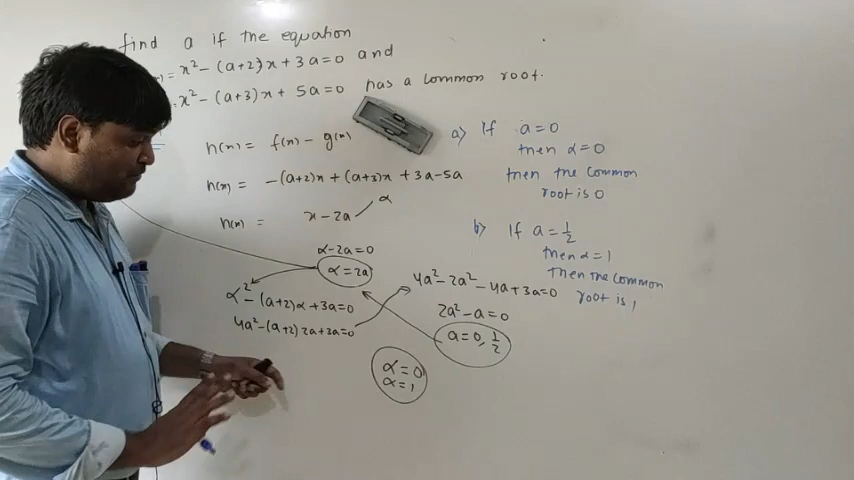 find a if the equation
= x² - (a+2)x + 3a = 0 and
= x² - (a+3)x + 5a = 0 has a common root.
h(x) = f(x) - g(x)
h(x) = -(a+2)x + (a+3)x + 3a - 5a
h(x) = x - 2a α
α - 2a = 0
α = 2a
α² - (a+2)α + 3a = 0
4a² - (a+2) 2a + 3a = 0
4a² - 2a² - 4a + 3a = 0
2a² - a = 0
a = 0, 1/2
α = 0
α = 1
a) If a = 0
then α = 0
then the common
root is 0
b) If a = 1/2
then α = 1
Then the common
root is 1